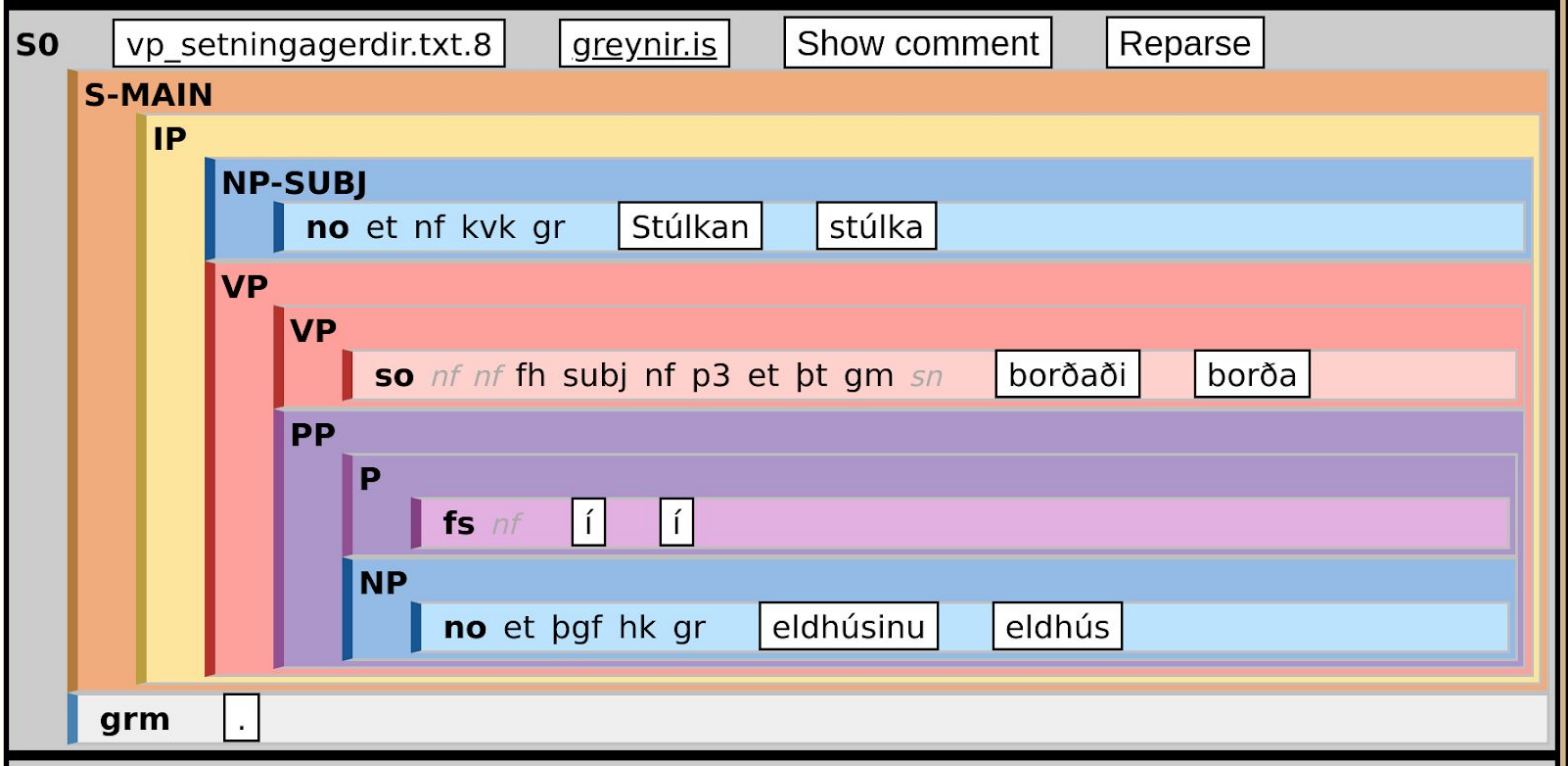 S0 vp_setningagerdir.txt.8 greynir.is Show comment Reparse
S-MAIN
IP
NP-SUBJ
no et nf kvk gr Stúlkan stúlka
VP
VP
so nf nf fh subj nf p3 et þt gm sn borðaði borða
PP
P
fs nf í í
NP
no et þgf hk gr eldhúsinu eldhús
grm .